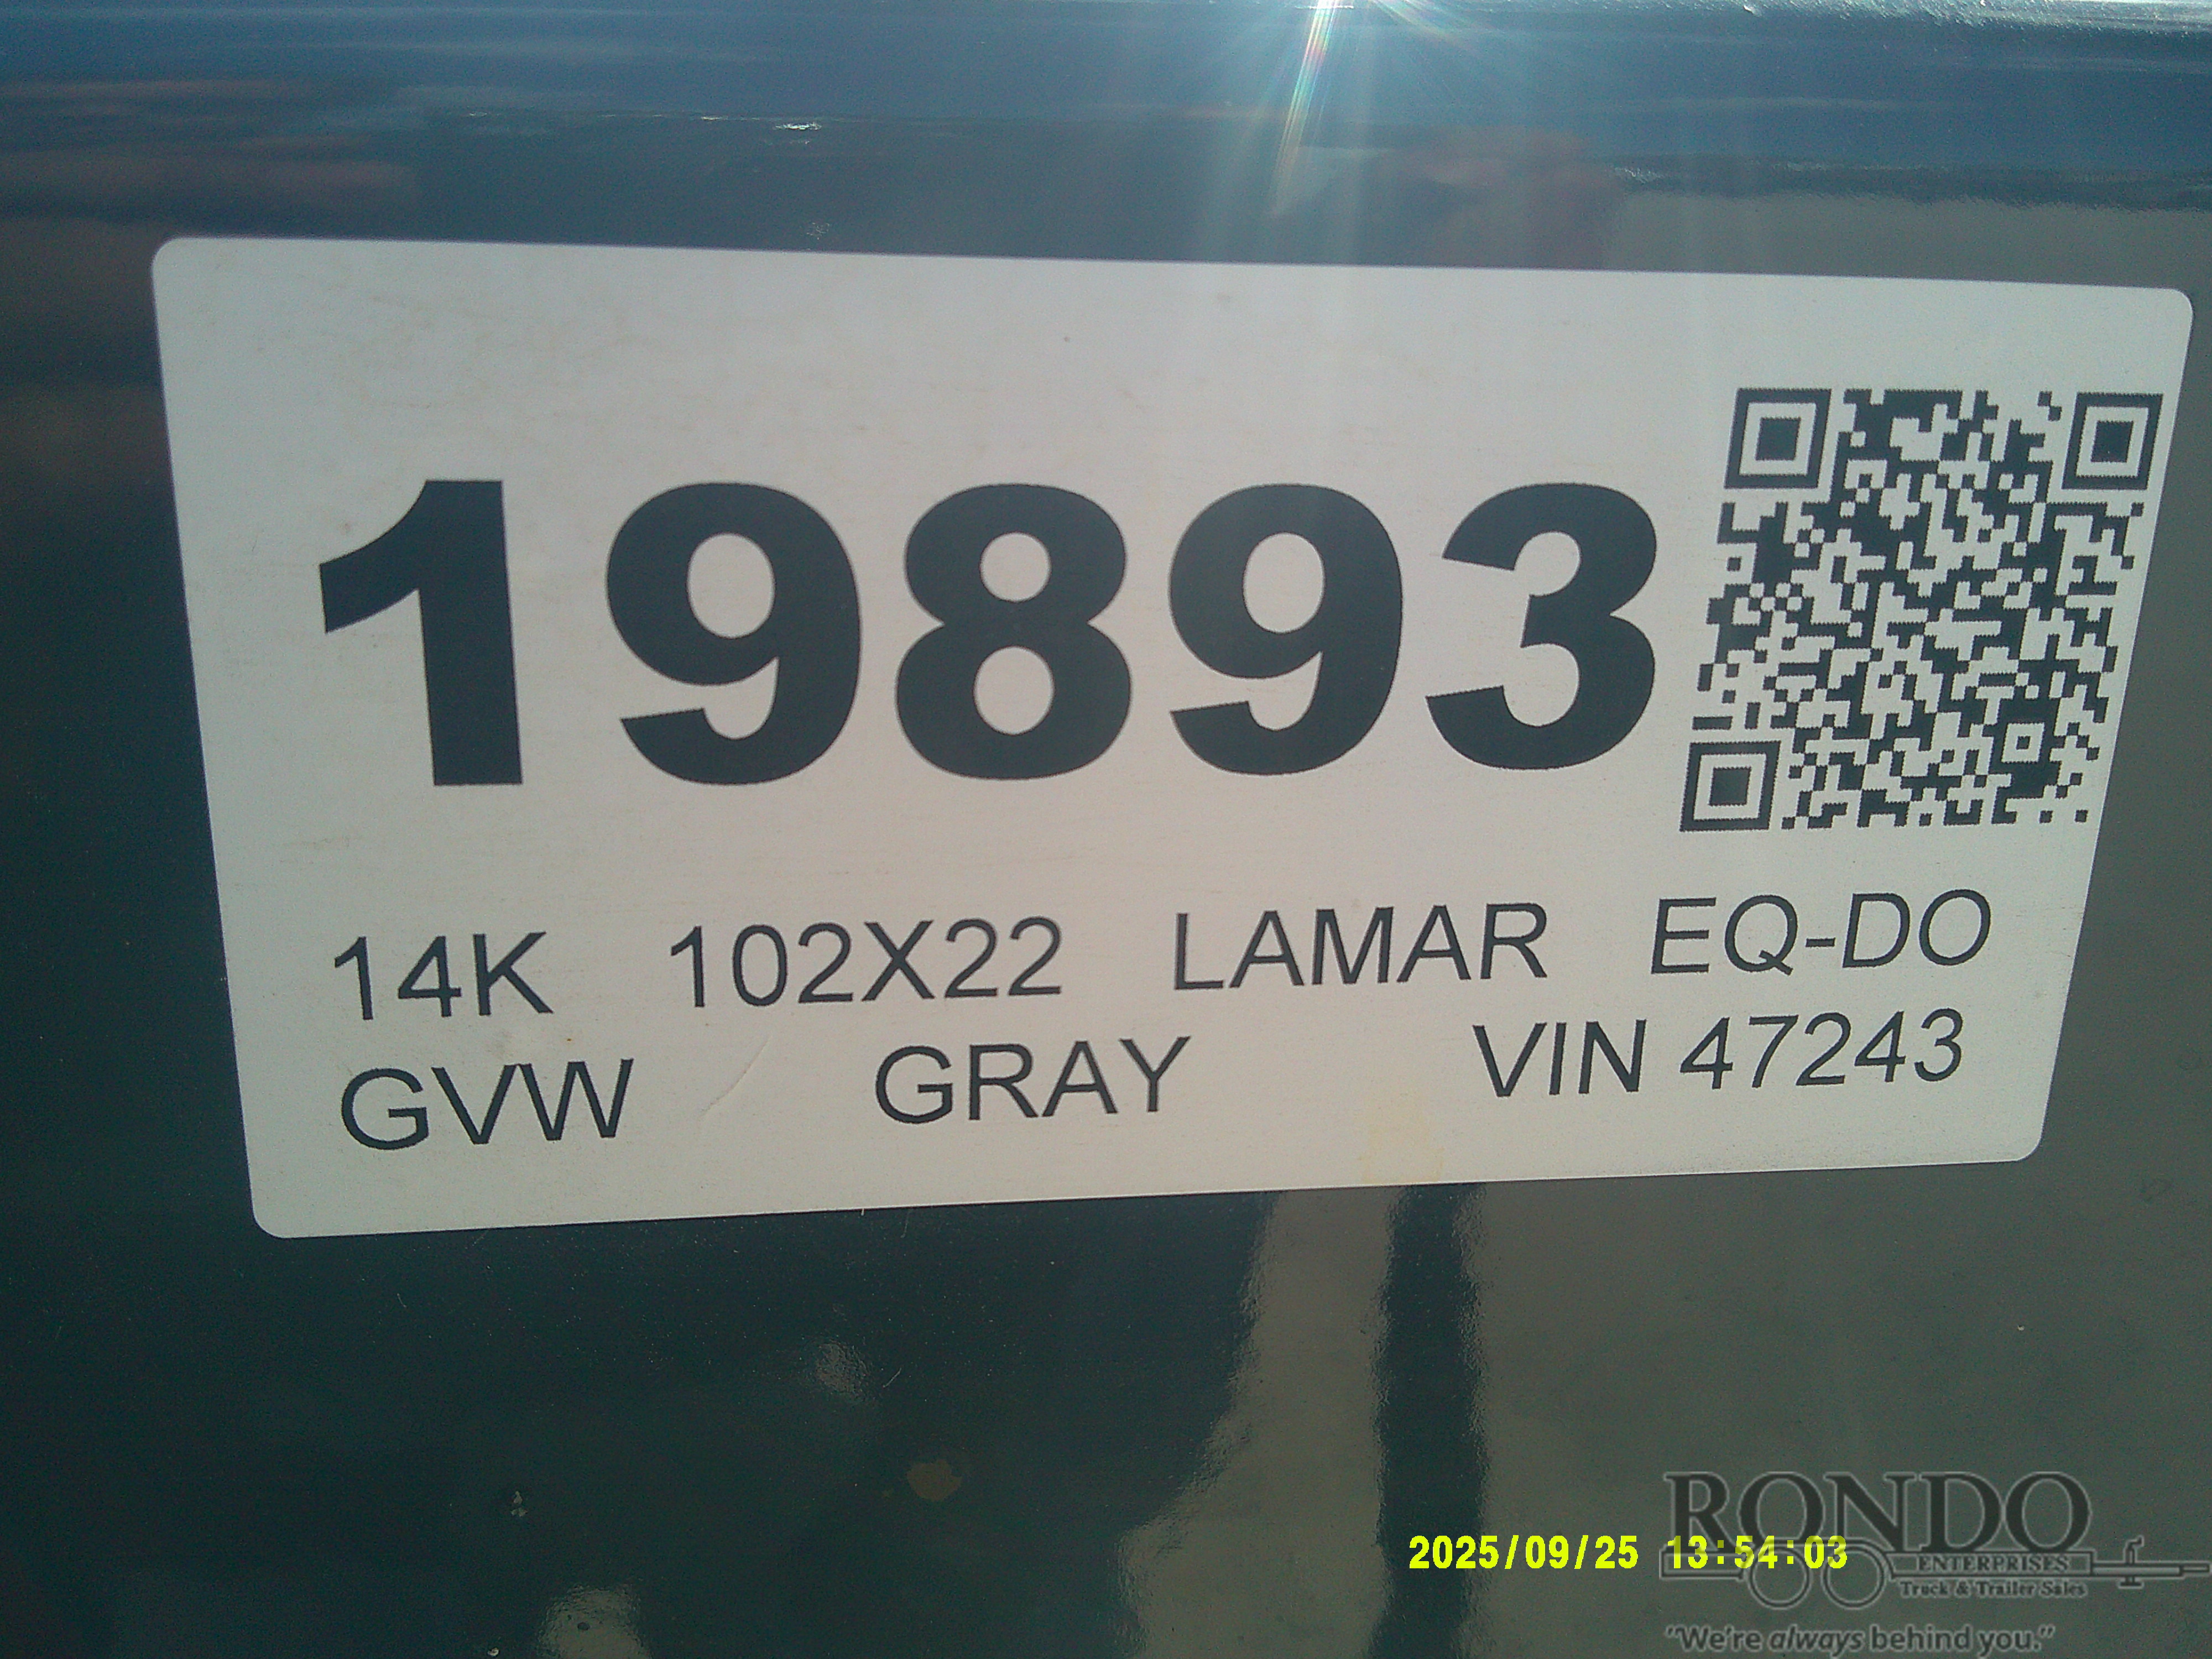 19893
14K 102X22 LAMAR EQ-DO
GVW GRAY VIN 47243
2025/09/25 13:54:03
RONDO
ENTERPRISES
Truck & Trailer Sales
"We're always behind you."